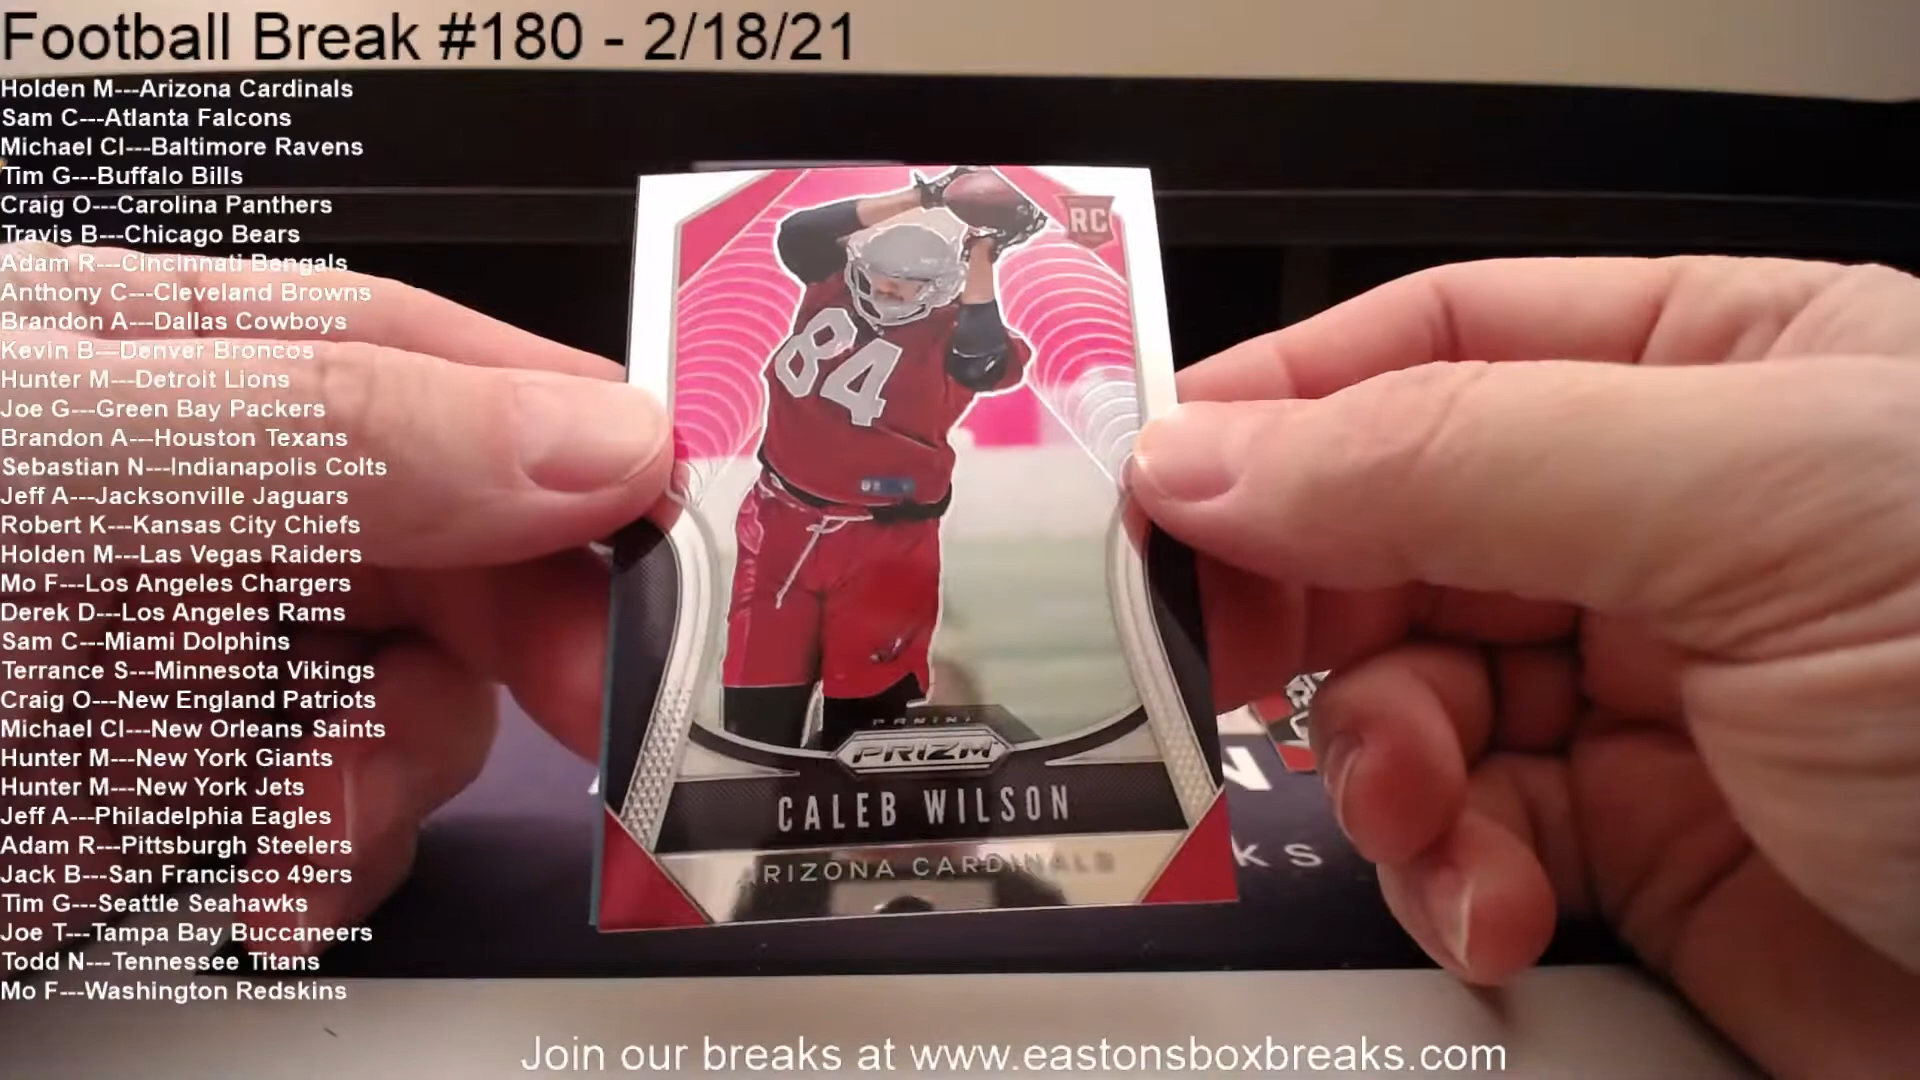 Football Break #180 - 2/18/21
Holden M---Arizona Cardinals
Sam C---Atlanta Falcons
Michael Cl---Baltimore Ravens
Tim G---Buffalo Bills
Craig O---Carolina Panthers
Travis B---Chicago Bears
Adam R---Cincinnati Bengals
Anthony C---Cleveland Browns
Brandon A---Dallas Cowboys
Kevin B---Denver Broncos
Hunter M---Detroit Lions
Joe G---Green Bay Packers
Brandon A---Houston Texans
Sebastian N---Indianapolis Colts
Jeff A---Jacksonville Jaguars
Robert K---Kansas City Chiefs
Holden M---Las Vegas Raiders
Mo F---Los Angeles Chargers
Derek D---Los Angeles Rams
Sam C---Miami Dolphins
Terrance S---Minnesota Vikings
Craig O---New England Patriots
Michael Cl---New Orleans Saints
Hunter M---New York Giants
Hunter M---New York Jets
Jeff A---Philadelphia Eagles
Adam R---Pittsburgh Steelers
Jack B---San Francisco 49ers
Tim G---Seattle Seahawks
Joe T---Tampa Bay Buccaneers
Todd N---Tennessee Titans
Mo F---Washington Redskins
RC
84
PANINI
PRIZM
CALEB WILSON
ARIZONA CARDINALS
Join our breaks at www.eastonsboxbreaks.com